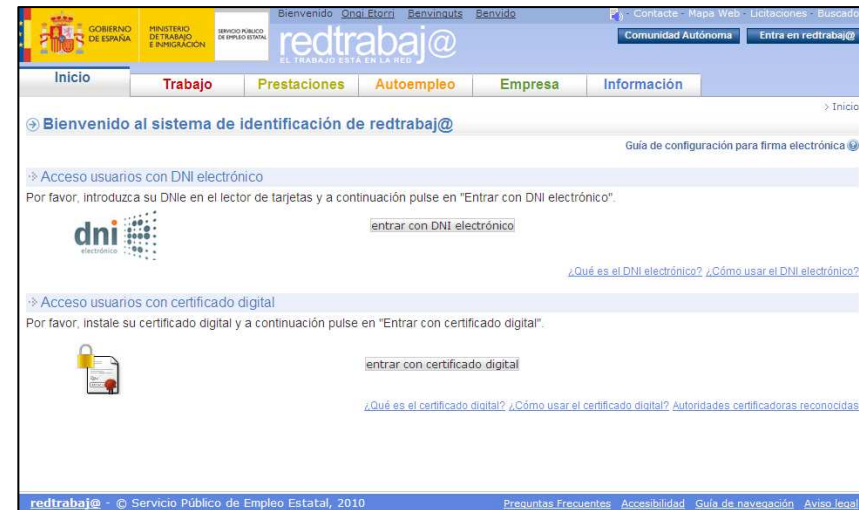 Bienvenido Ongi Etorri Benvinguts Benvido
- Contacte - Mapa Web - Licitaciones - Buscado
GOBIERNO DE ESPAÑA
MINISTERIO DE TRABAJO E INMIGRACIÓN
SERVICIO PÚBLICO DE EMPLEO ESTATAL
redtrabaj@
EL TRABAJO ESTÁ EN LA RED
Comunidad Autónoma Entra en redtrabaj@
Inicio Trabajo Prestaciones Autoempleo Empresa Información
> Inicio
Bienvenido al sistema de identificación de redtrabaj@
Guía de configuración para firma electrónica
Acceso usuarios con DNI electrónico
Por favor, introduzca su DNIe en el lector de tarjetas y a continuación pulse en "Entrar con DNI electrónico".
dni
electrónico
entrar con DNI electrónico
¿Qué es el DNI electrónico? ¿Cómo usar el DNI electrónico?
Acceso usuarios con certificado digital
Por favor, instale su certificado digital y a continuación pulse en "Entrar con certificado digital".
entrar con certificado digital
¿Qué es el certificado digital? ¿Cómo usar el certificado digital? Autoridades certificadoras reconocidas
redtrabaj@ - © Servicio Público de Empleo Estatal, 2010 Preguntas Frecuentes Accesibilidad Guía de navegación Aviso legal